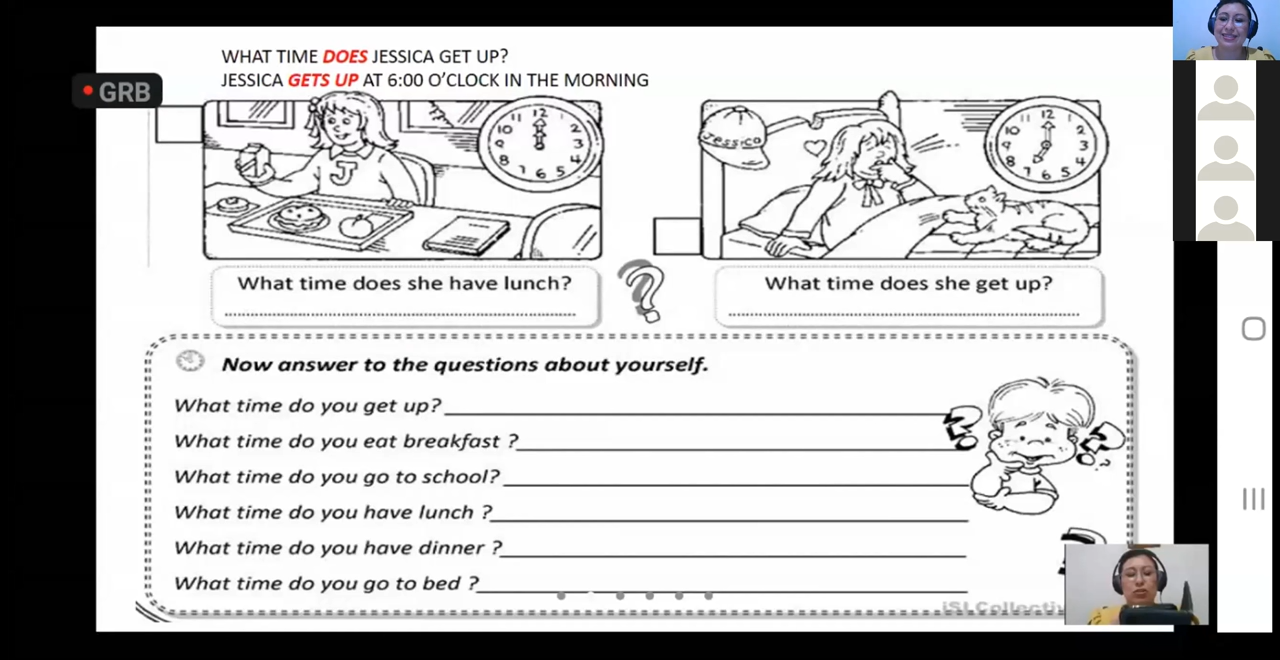 WHAT TIME DOES JESSICA GET UP?
JESSICA GETS UP AT 6:00 O'CLOCK IN THE MORNING
GRB
Jessica
J
What time does she have lunch?
What time does she get up?
Now answer to the questions about yourself.
What time do you get up?
What time do you eat breakfast ?
What time do you go to school?
What time do you have lunch ?
What time do you have dinner ?
What time do you go to bed ?